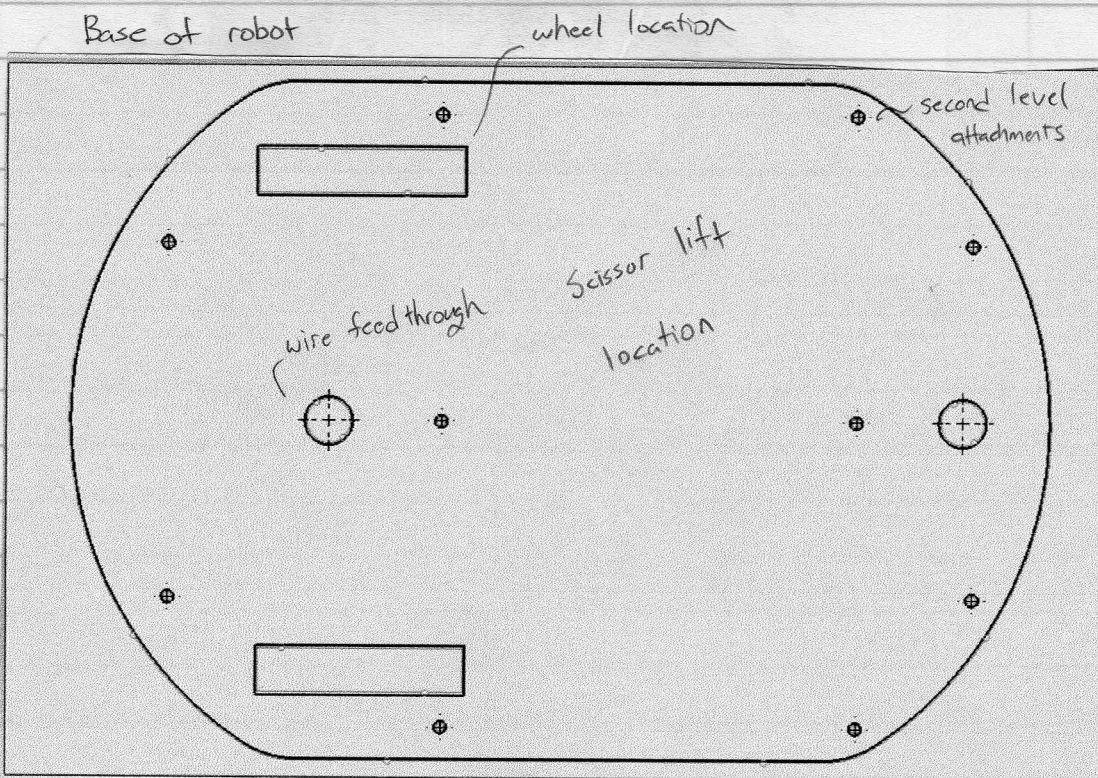 Base of robot
wheel location
second level
attachments
Scissor lift
location
wire feed through